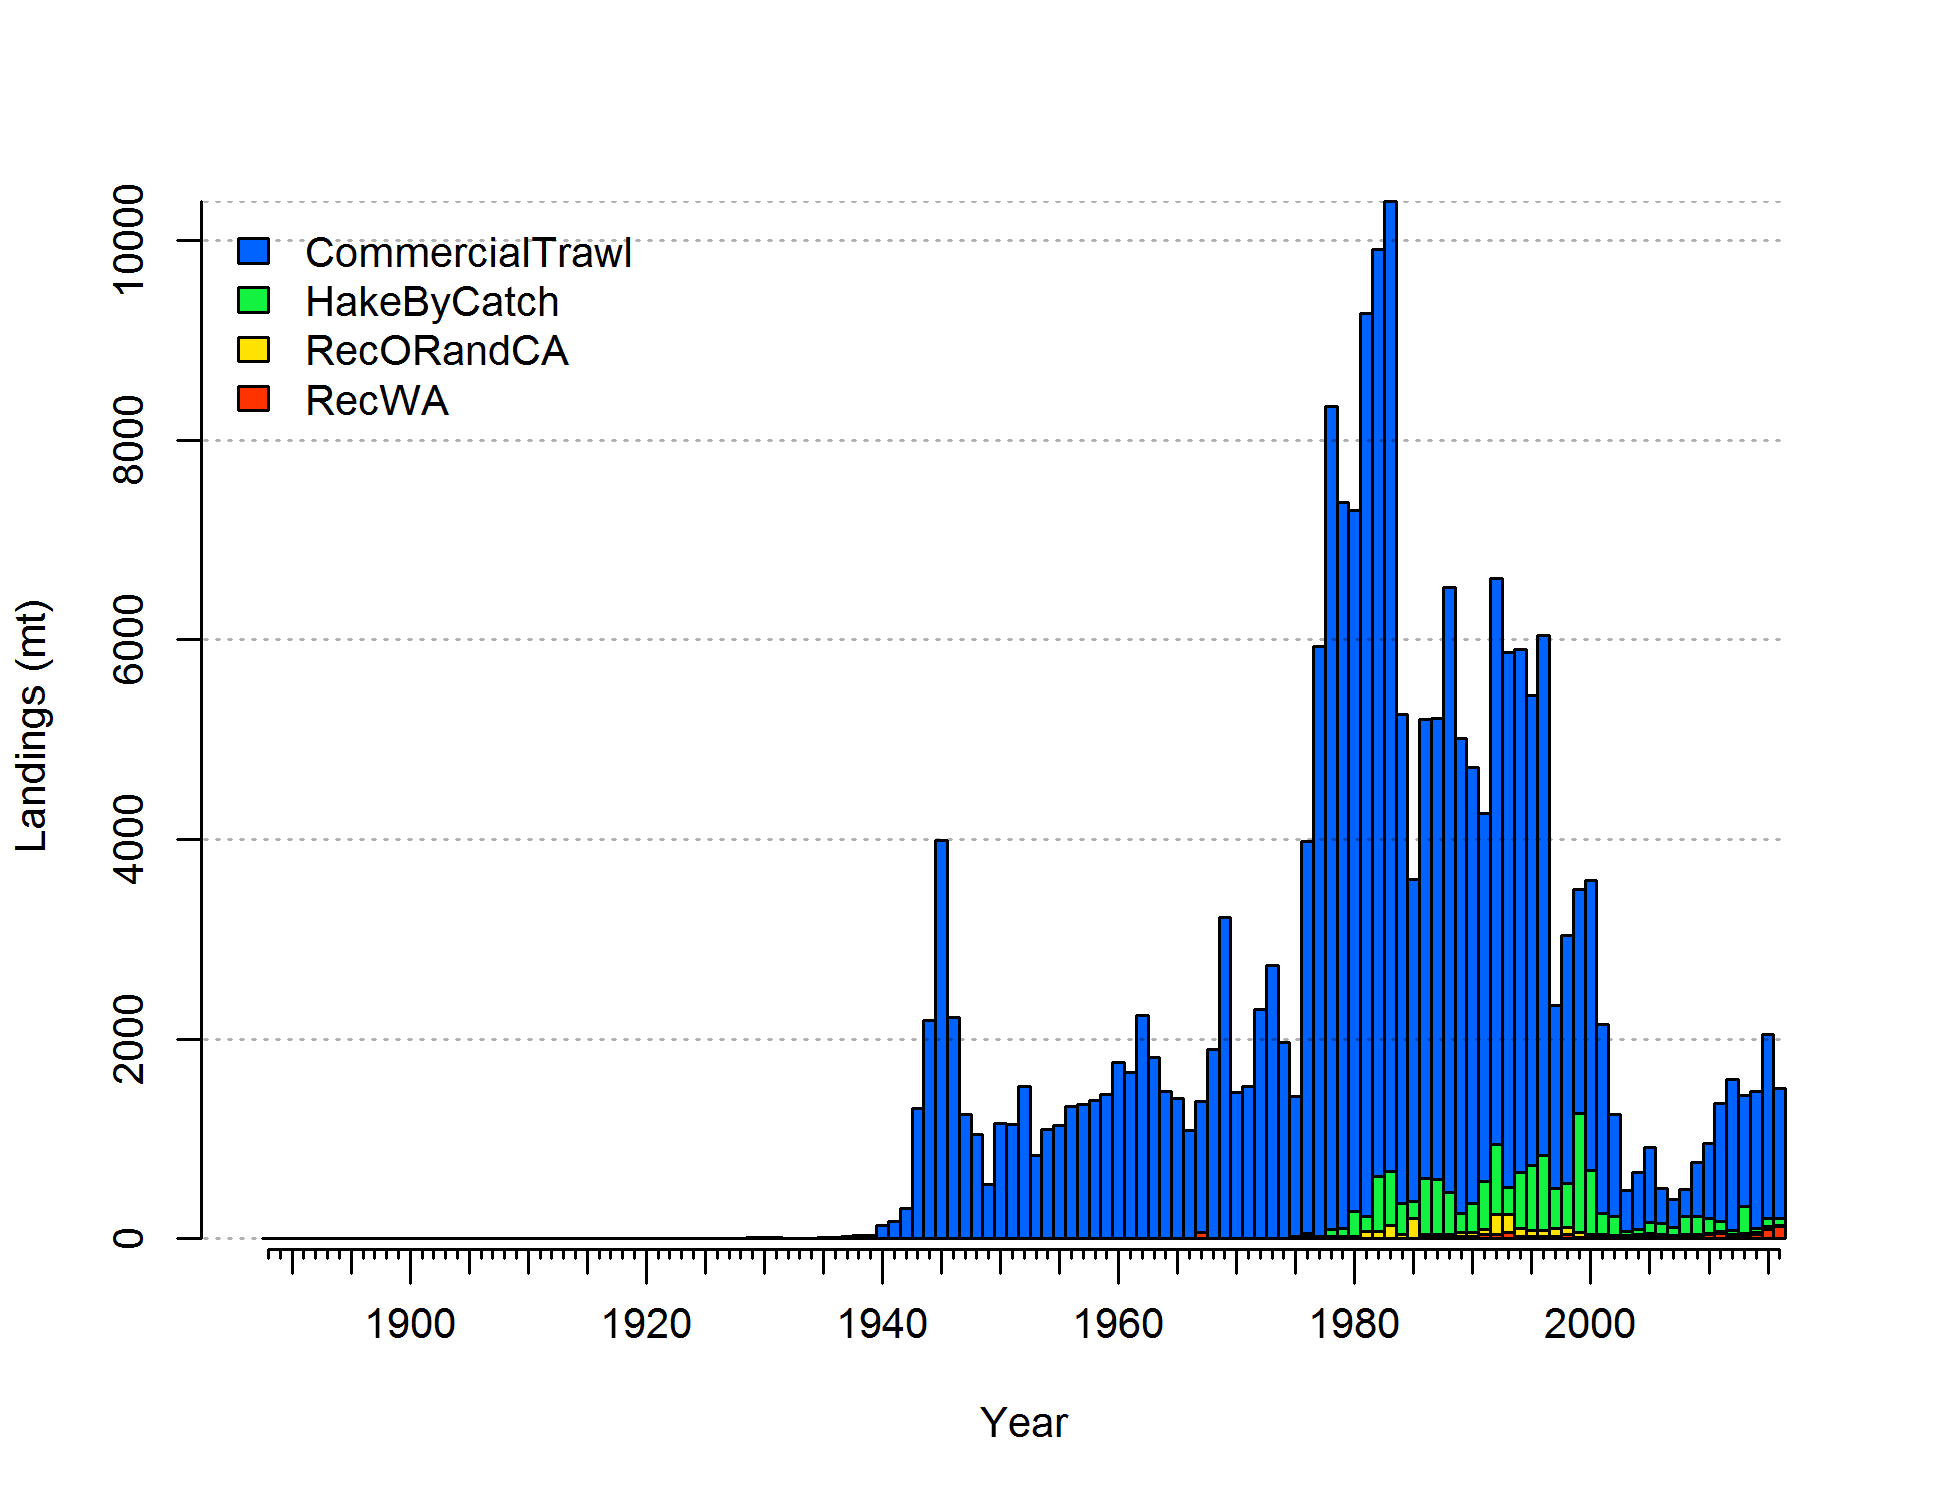 CommercialTrawl
HakeByCatch
RecORandCA
RecWA
Landings (mt)
10000
8000
6000
4000
2000
0
1900 1920 1940 1960 1980 2000
Year